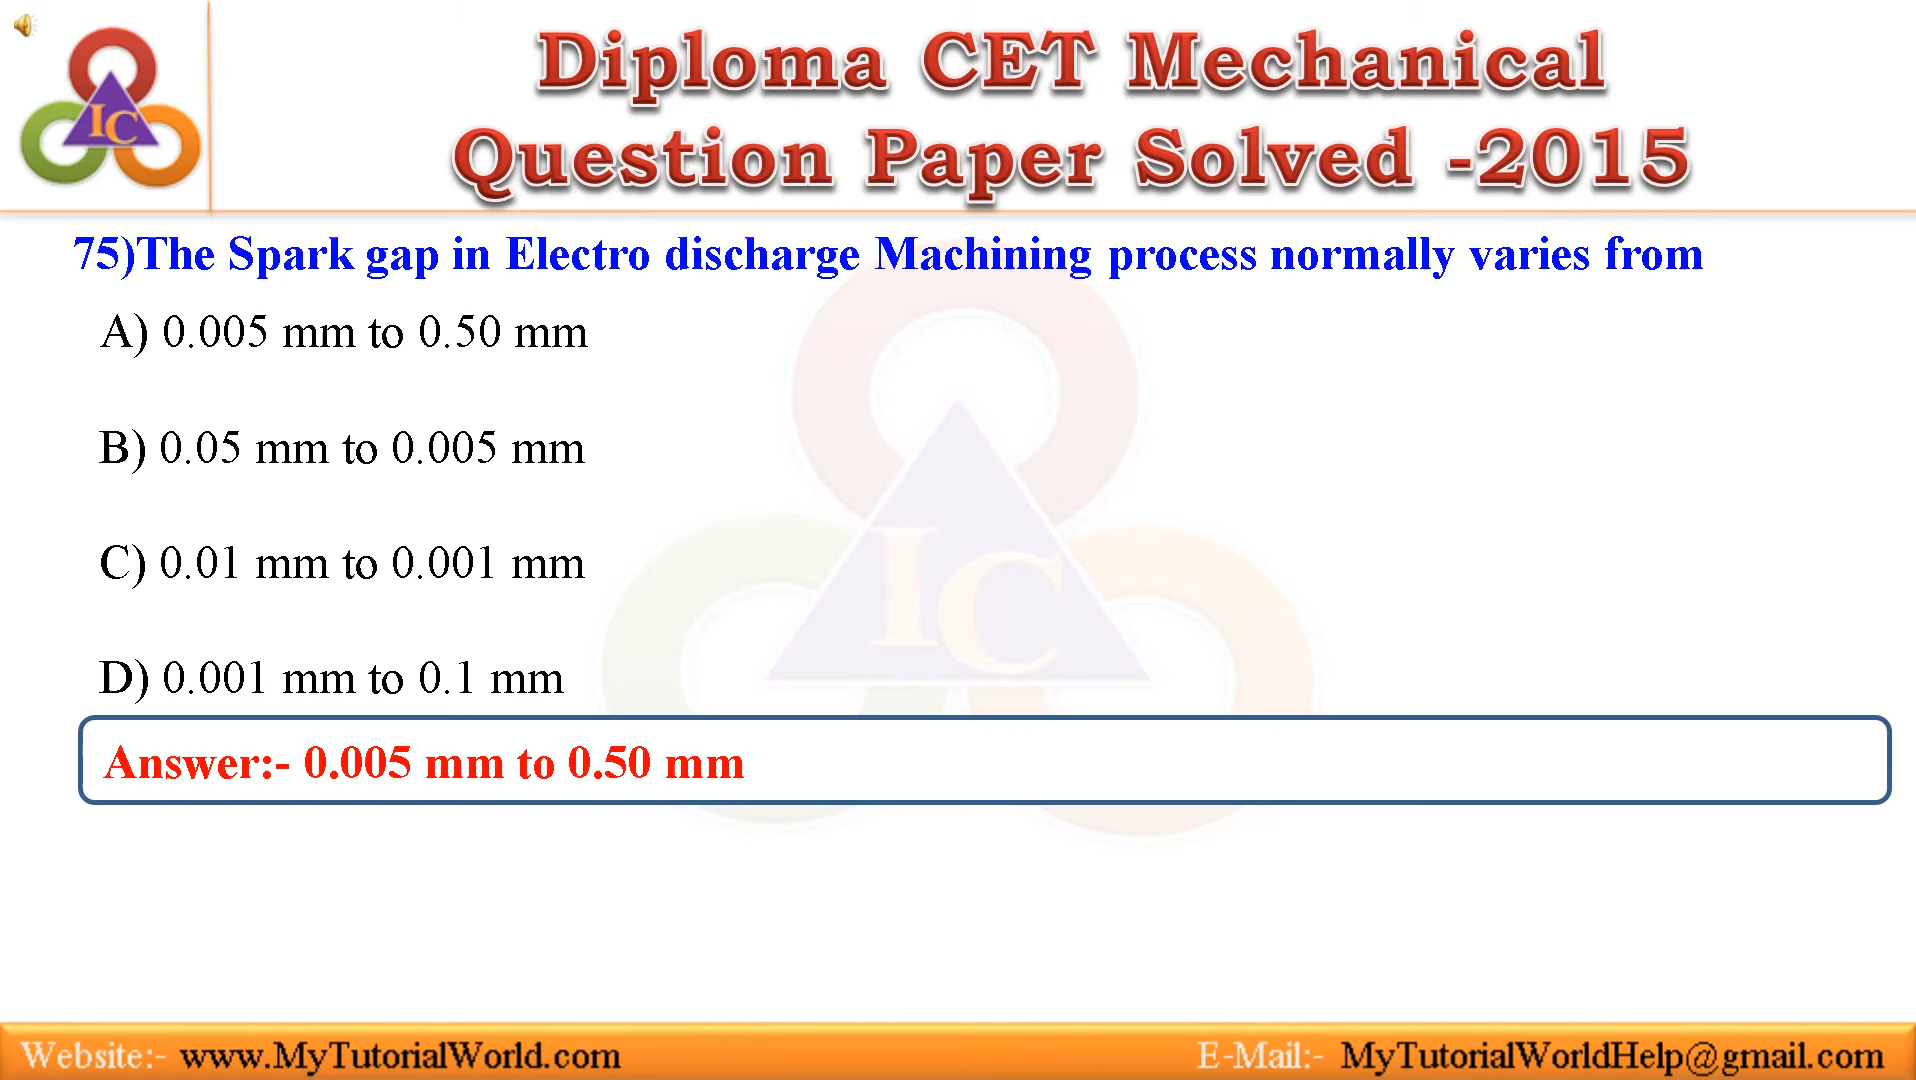 IC
Diploma CET Mechanical
Question Paper Solved -2015
75)The Spark gap in Electro discharge Machining process normally varies from
A) 0.005 mm to 0.50 mm
B) 0.05 mm to 0.005 mm
C) 0.01 mm to 0.001 mm
IC
D) 0.001 mm to 0.1 mm
Answer:- 0.005 mm to 0.50 mm
Website:- www.MyTutorialWorld.com
E-Mail:- MyTutorialWorldHelp@gmail.com